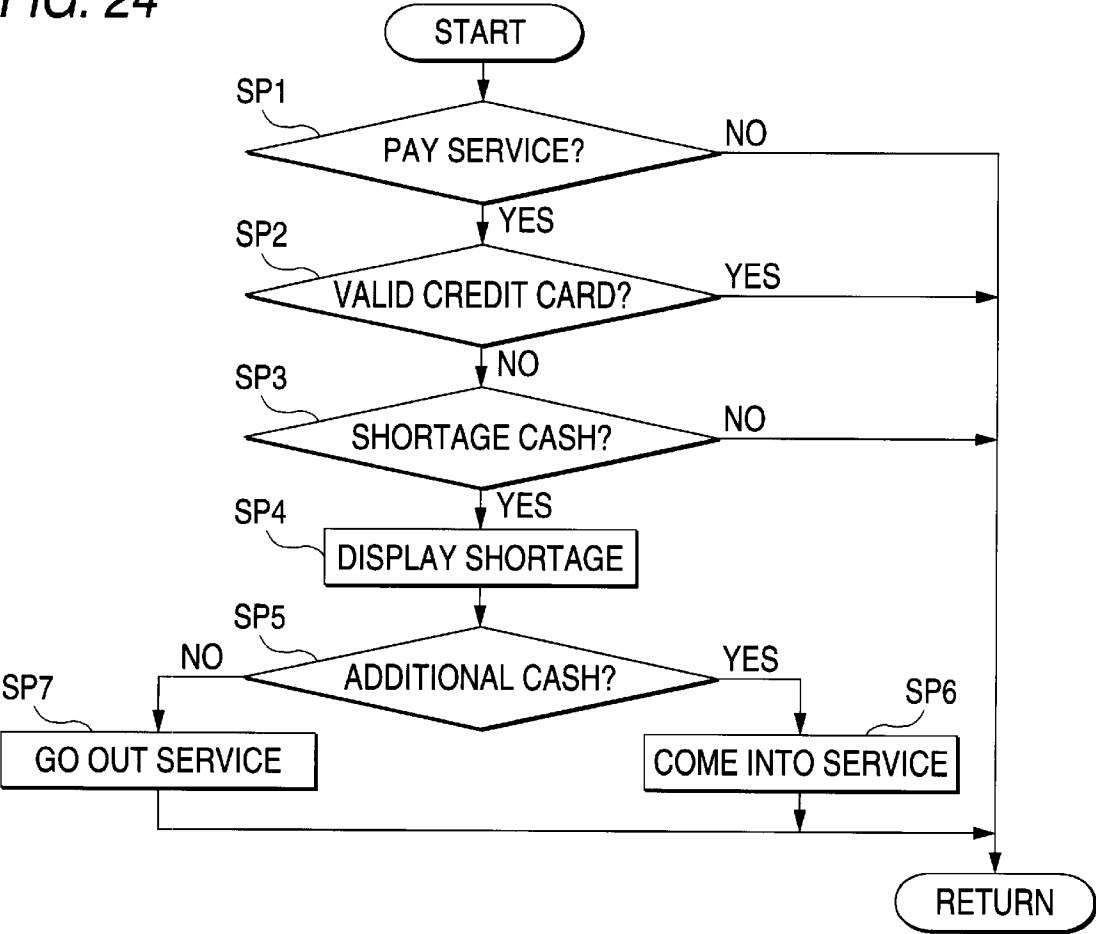 FIG. 24
START
SP1
PAY SERVICE?
NO
YES
SP2
VALID CREDIT CARD?
YES
NO
SP3
SHORTAGE CASH?
NO
YES
SP4
DISPLAY SHORTAGE
SP5
ADDITIONAL CASH?
NO
YES
SP7
GO OUT SERVICE
SP6
COME INTO SERVICE
RETURN